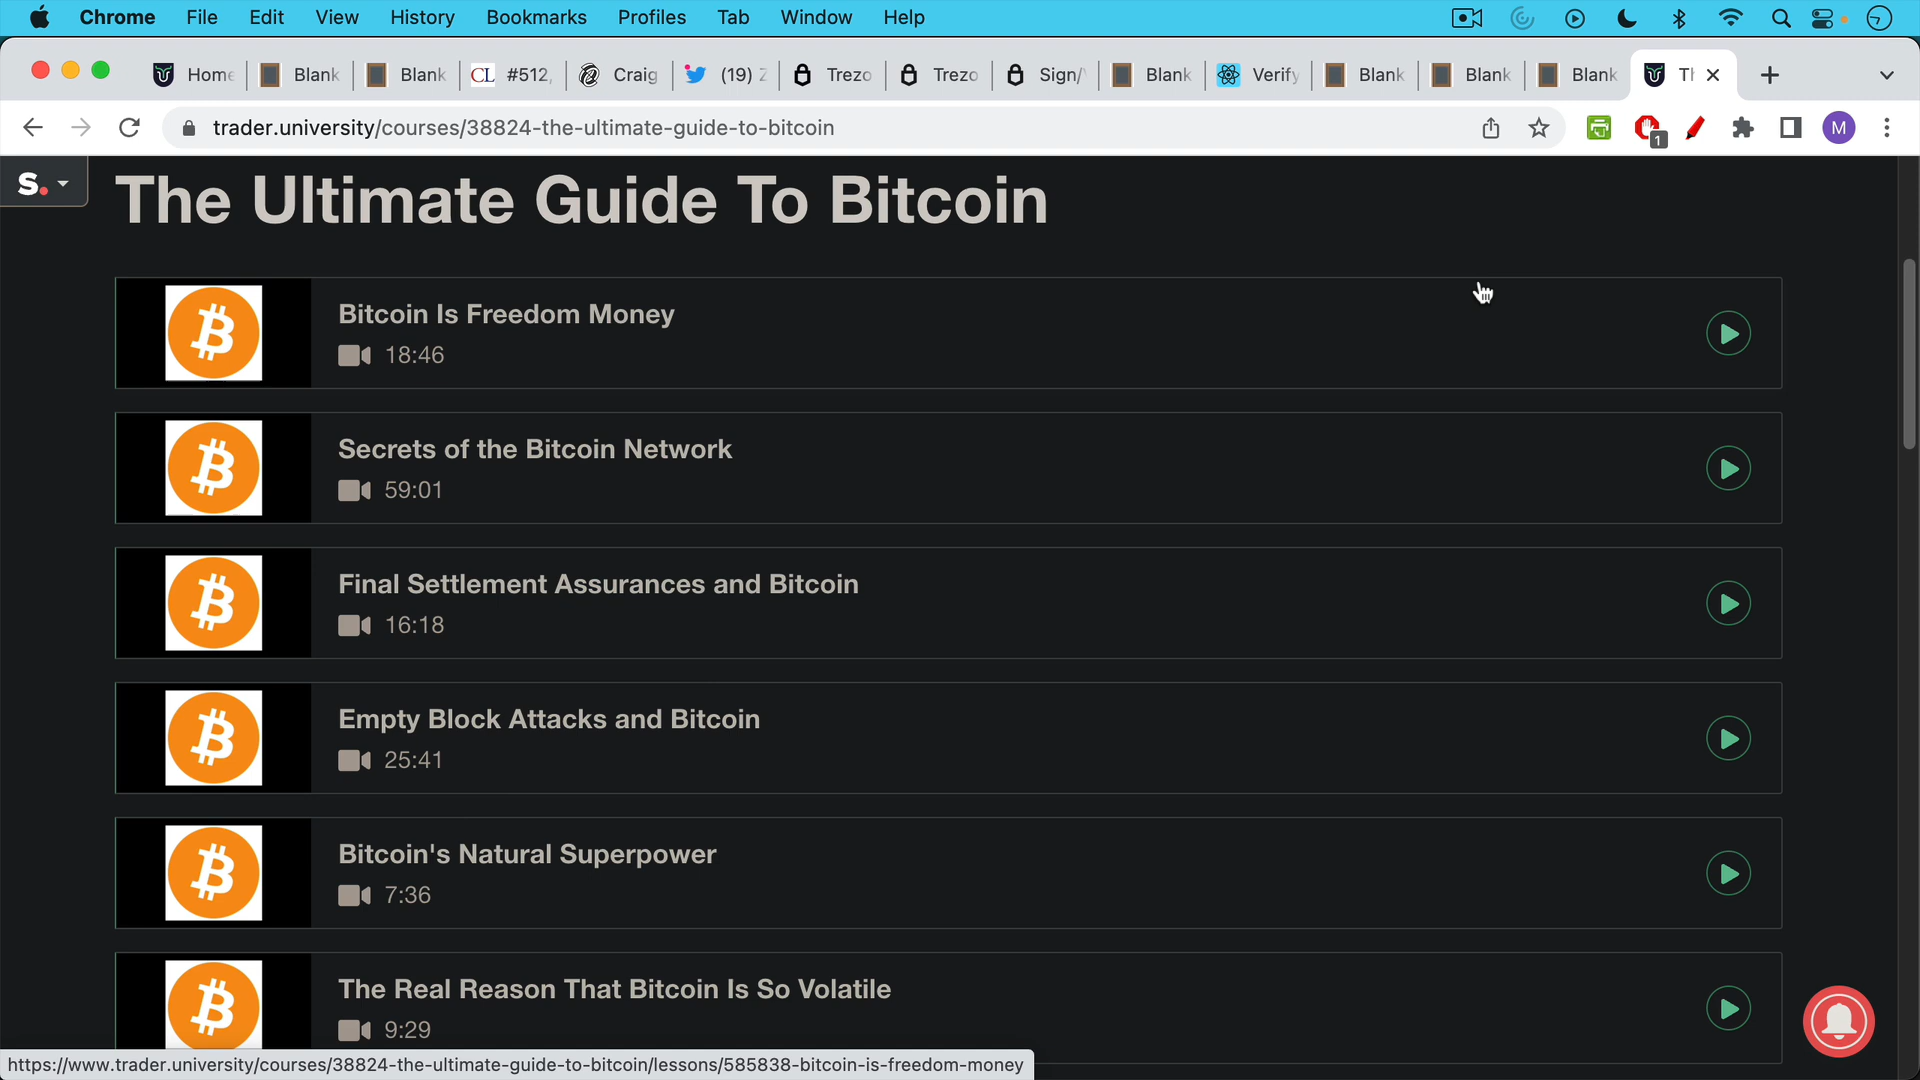 Chrome File Edit View History Bookmarks Profiles Tab Window Help
Home Blank Blank CL #512, Craig (19) Trezo Trezo Sign/ Blank Verify Blank Blank Blank
trader.university/courses/38824-the-ultimate-guide-to-bitcoin
1
M
S.
The Ultimate Guide To Bitcoin
Bitcoin Is Freedom Money
18:46
Secrets of the Bitcoin Network
59:01
Final Settlement Assurances and Bitcoin
16:18
Empty Block Attacks and Bitcoin
25:41
Bitcoin's Natural Superpower
7:36
The Real Reason That Bitcoin Is So Volatile
9:29
https://www.trader.university/courses/38824-the-ultimate-guide-to-bitcoin/lessons/585838-bitcoin-is-freedom-money